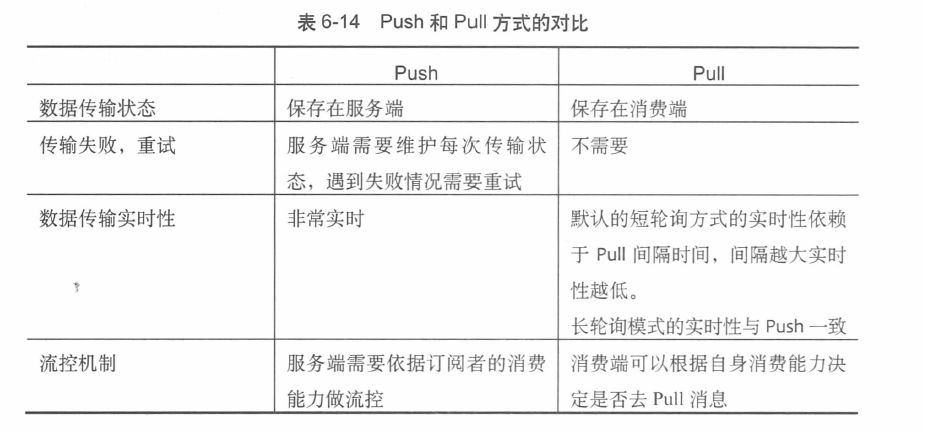 表 6-14 Push 和 Pull 方式的对比
Push Pull
数据传输状态 保存在服务端 保存在消费端
传输失败，重试 服务端需要维护每次传输状 不需要
态，遇到失败情况需要重试
数据传输实时性 非常实时 默认的短轮询方式的实时性依赖
于 Pull 间隔时间，间隔越大实时
性越低。
长轮询模式的实时性与 Push 一致
流控机制 服务端需要依据订阅者的消费 消费端可以根据自身消费能力决
能力做流控 定是否去 Pull 消息